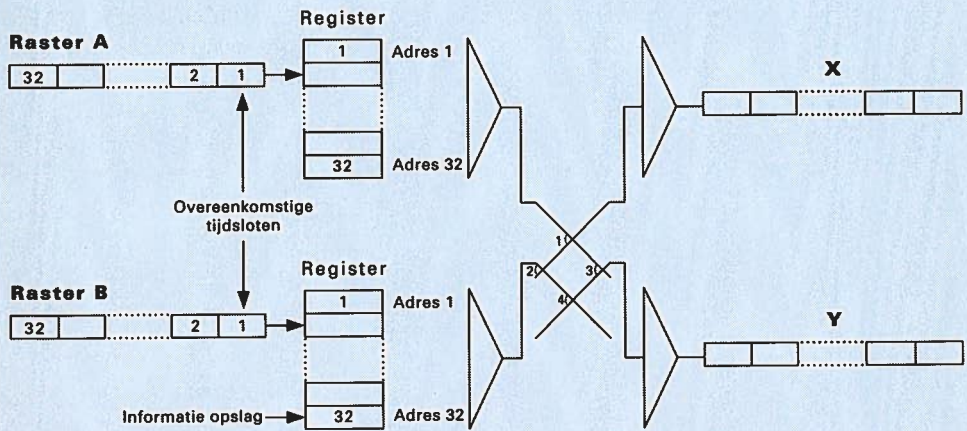 Register
Raster A
1
Adres 1
32
2
1
32
Adres 32
X
Overeenkomstige
tijdsloten
1
2
3
4
Register
Raster B
1
Adres 1
32
2
1
Y
Informatie opslag
32
Adres 32